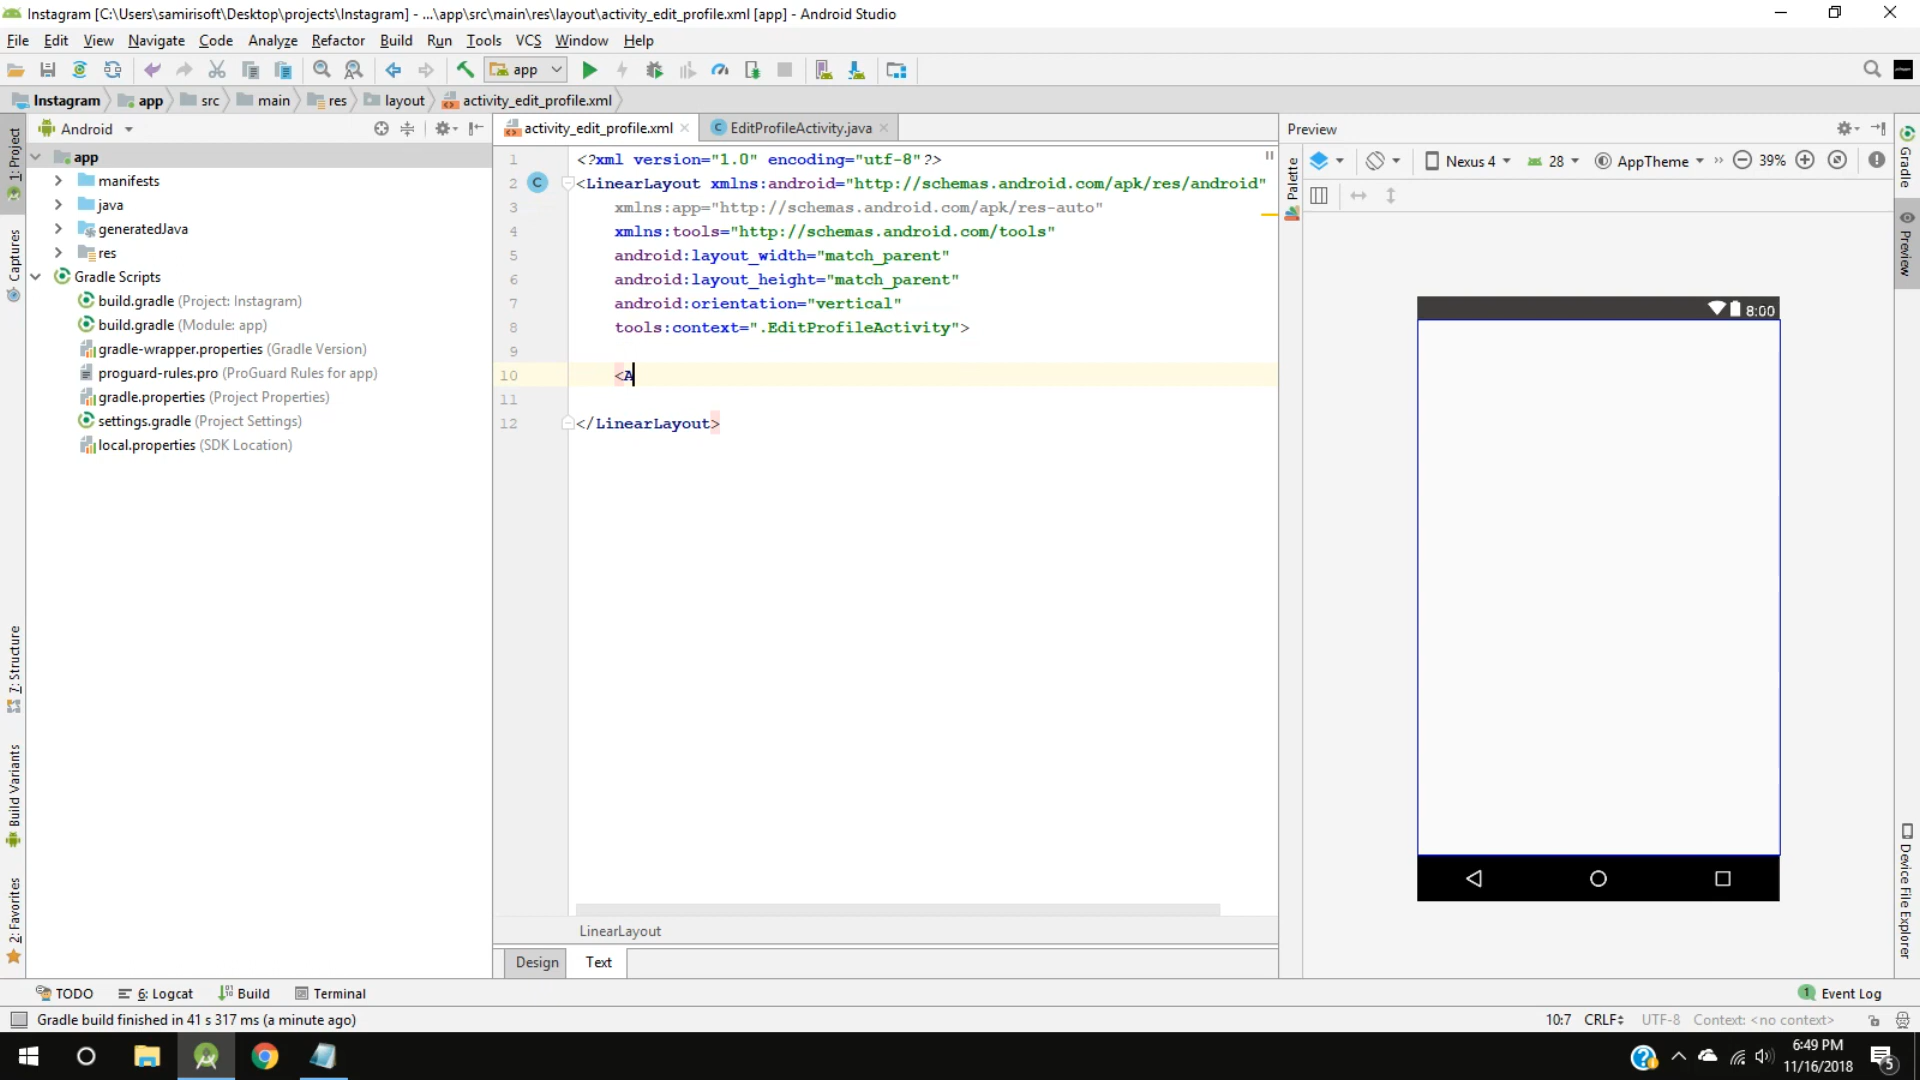 Instagram [C:\Users\samirisoft\Desktop\projects\Instagram] - ...\app\src\main\res\layout\activity_edit_profile.xml [app] - Android Studio
File Edit View Navigate Code Analyze Refactor Build Run Tools VCS Window Help
app
Instagram app src main res layout activity_edit_profile.xml
Android
activity_edit_profile.xml
EditProfileActivity.java
Preview
Nexus 4 28 AppTheme 39%
1: Project
Captures
7: Structure
Build Variants
2: Favorites
app
manifests
java
generatedJava
res
Gradle Scripts
build.gradle (Project: Instagram)
build.gradle (Module: app)
gradle-wrapper.properties (Gradle Version)
proguard-rules.pro (ProGuard Rules for app)
gradle.properties (Project Properties)
settings.gradle (Project Settings)
local.properties (SDK Location)
1 <?xml version="1.0" encoding="utf-8"?>
2 C <LinearLayout xmlns:android="http://schemas.android.com/apk/res/android"
3 xmlns:app="http://schemas.android.com/apk/res-auto"
4 xmlns:tools="http://schemas.android.com/tools"
5 android:layout_width="match_parent"
6 android:layout_height="match_parent"
7 android:orientation="vertical"
8 tools:context=".EditProfileActivity">
9
10 <A
11
12 </LinearLayout>
LinearLayout
Design Text
Palette
8:00
Gradle
Preview
Device File Explorer
TODO 6: Logcat Build Terminal
1 Event Log
Gradle build finished in 41 s 317 ms (a minute ago)
10:7 CRLF UTF-8 Context: <no context>
6:49 PM
11/16/2018
5